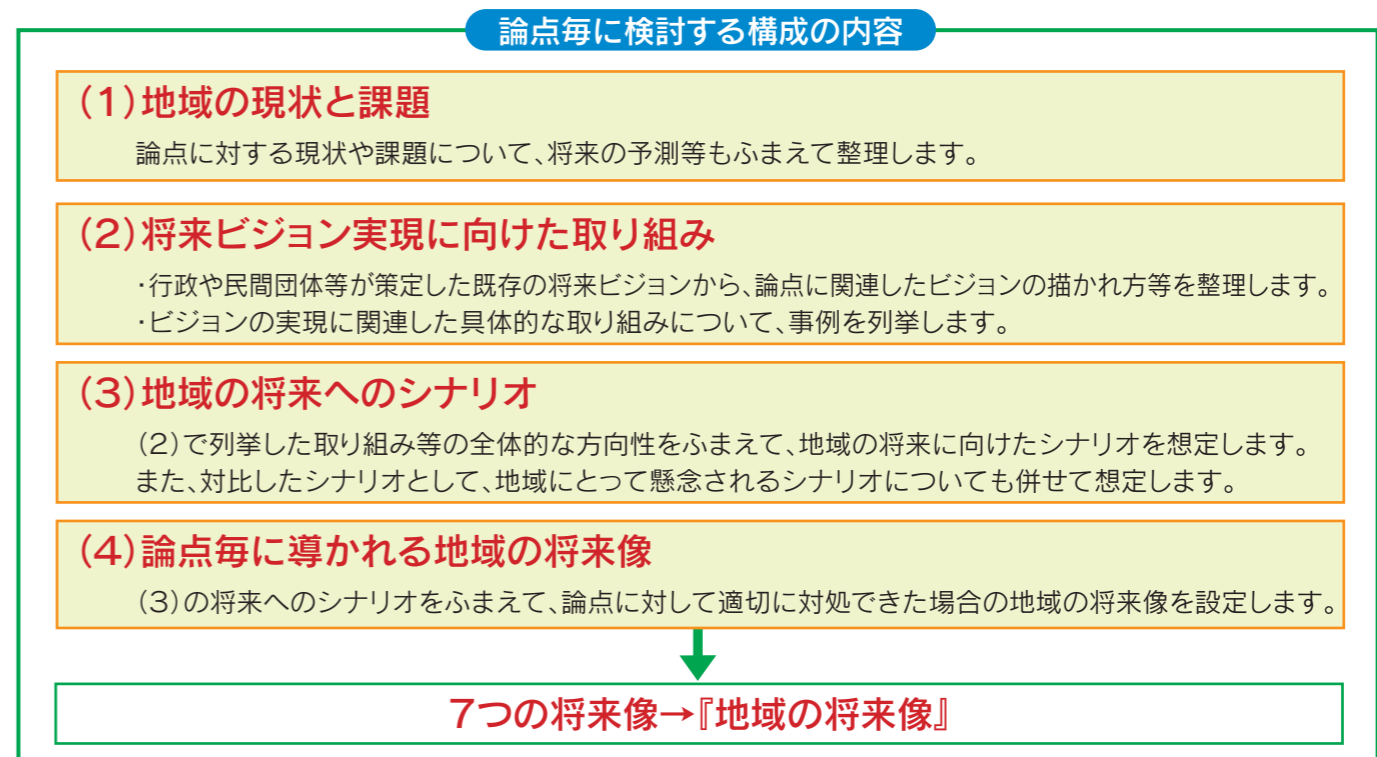 論点毎に検討する構成の内容
(1)地域の現状と課題
論点に対する現状や課題について、将来の予測等もふまえて整理します。
(2)将来ビジョン実現に向けた取り組み
・行政や民間団体等が策定した既存の将来ビジョンから、論点に関連したビジョンの描かれ方等を整理します。
・ビジョンの実現に関連した具体的な取り組みについて、事例を列挙します。
(3)地域の将来へのシナリオ
(2)で列挙した取り組み等の全体的な方向性をふまえて、地域の将来に向けたシナリオを想定します。
また、対比したシナリオとして、地域にとって懸念されるシナリオについても併せて想定します。
(4)論点毎に導かれる地域の将来像
(3)の将来へのシナリオをふまえて、論点に対して適切に対処できた場合の地域の将来像を設定します。
7つの将来像→『地域の将来像』